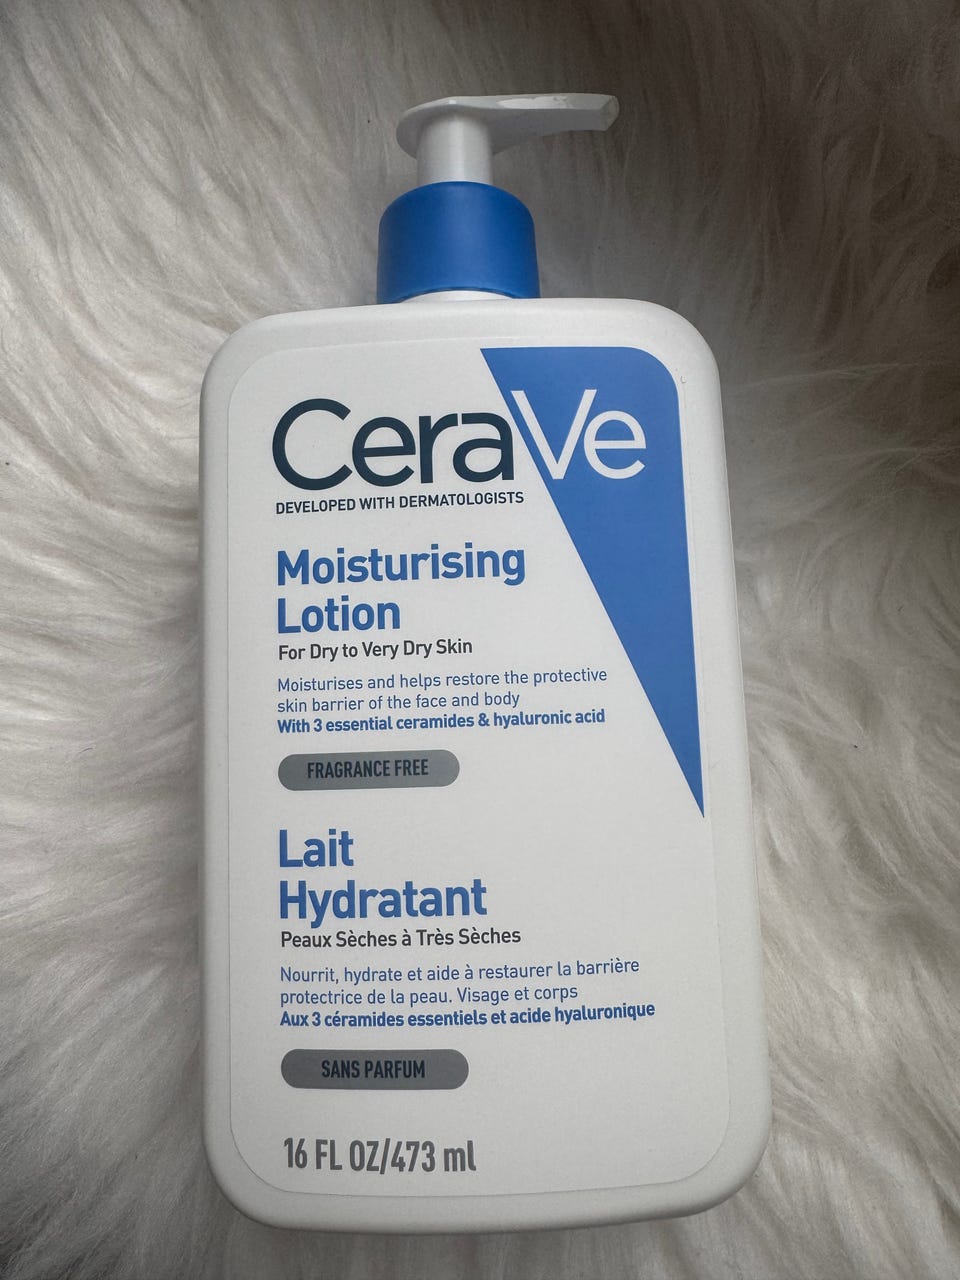 CeraVe
DEVELOPED WITH DERMATOLOGISTS
Moisturising
Lotion
For Dry to Very Dry Skin
Moisturises and helps restore the protective
skin barrier of the face and body
With 3 essential ceramides & hyaluronic acid
FRAGRANCE FREE
Lait
Hydratant
Peaux Sèches à Très Sèches
Nourrit, hydrate et aide à restaurer la barrière
protectrice de la peau. Visage et corps
Aux 3 céramides essentiels et acide hyaluronique
SANS PARFUM
16 FL OZ/473 ml